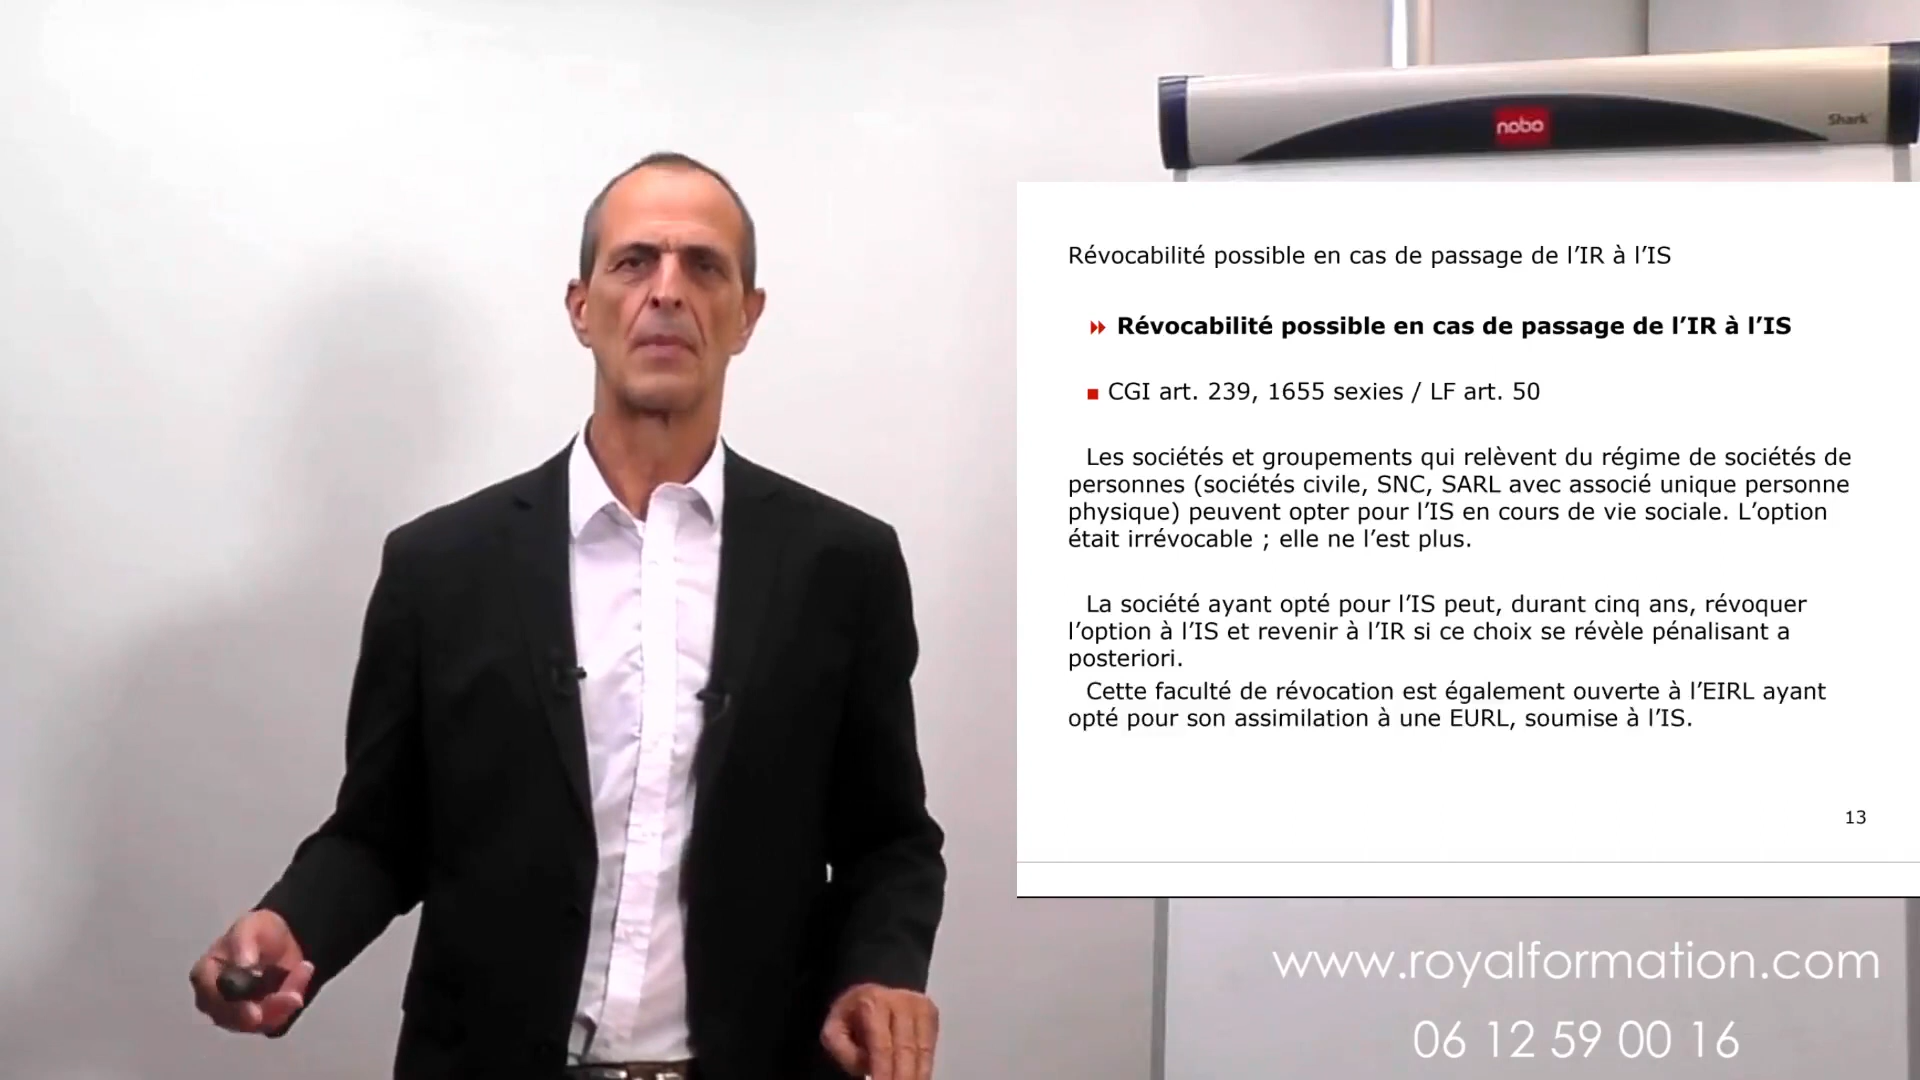 nobo
Shark
Révocabilité possible en cas de passage de l’IR à l’IS
Révocabilité possible en cas de passage de l’IR à l’IS
CGI art. 239, 1655 sexies / LF art. 50
Les sociétés et groupements qui relèvent du régime de sociétés de
personnes (sociétés civile, SNC, SARL avec associé unique personne
physique) peuvent opter pour l’IS en cours de vie sociale. L’option
était irrévocable ; elle ne l’est plus.
La société ayant opté pour l’IS peut, durant cinq ans, révoquer
l’option à l’IS et revenir à l’IR si ce choix se révèle pénalisant a
posteriori.
Cette faculté de révocation est également ouverte à l’EIRL ayant
opté pour son assimilation à une EURL, soumise à l’IS.
13
www.royalformation.com
06 12 59 00 16